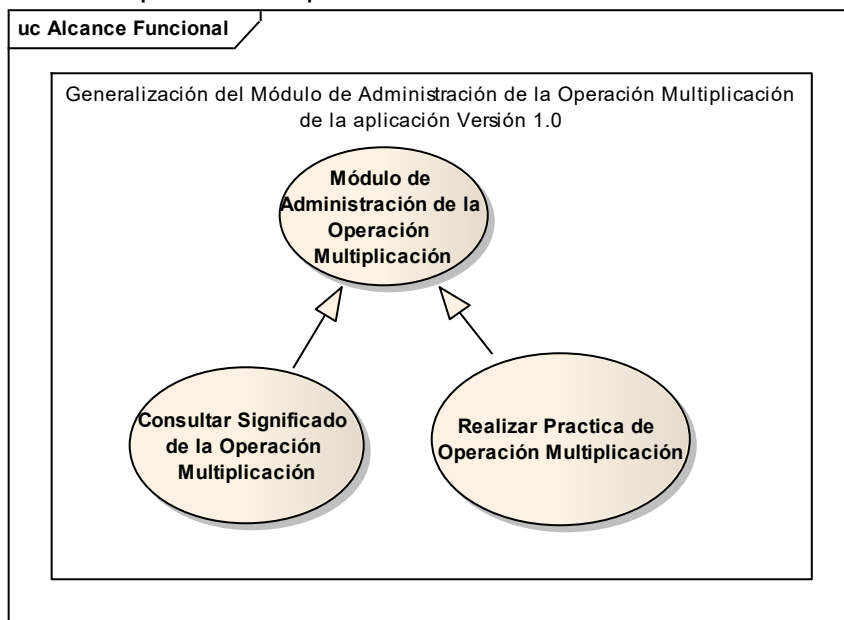 uc Alcance Funcional
Generalización del Módulo de Administración de la Operación Multiplicación
de la aplicación Versión 1.0
Módulo de
Administración de la
Operación
Multiplicación
Consultar Significado
de la Operación
Multiplicación
Realizar Practica de
Operación Multiplicación